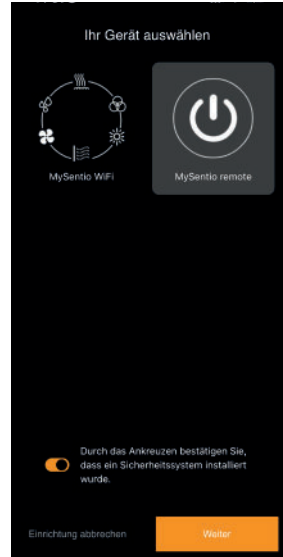 Ihr Gerät auswählen
MySentio WiFi
MySentio remote
Durch das Ankreuzen bestätigen Sie,
dass ein Sicherheitssystem installiert
wurde.
Einrichtung abbrechen
Weiter